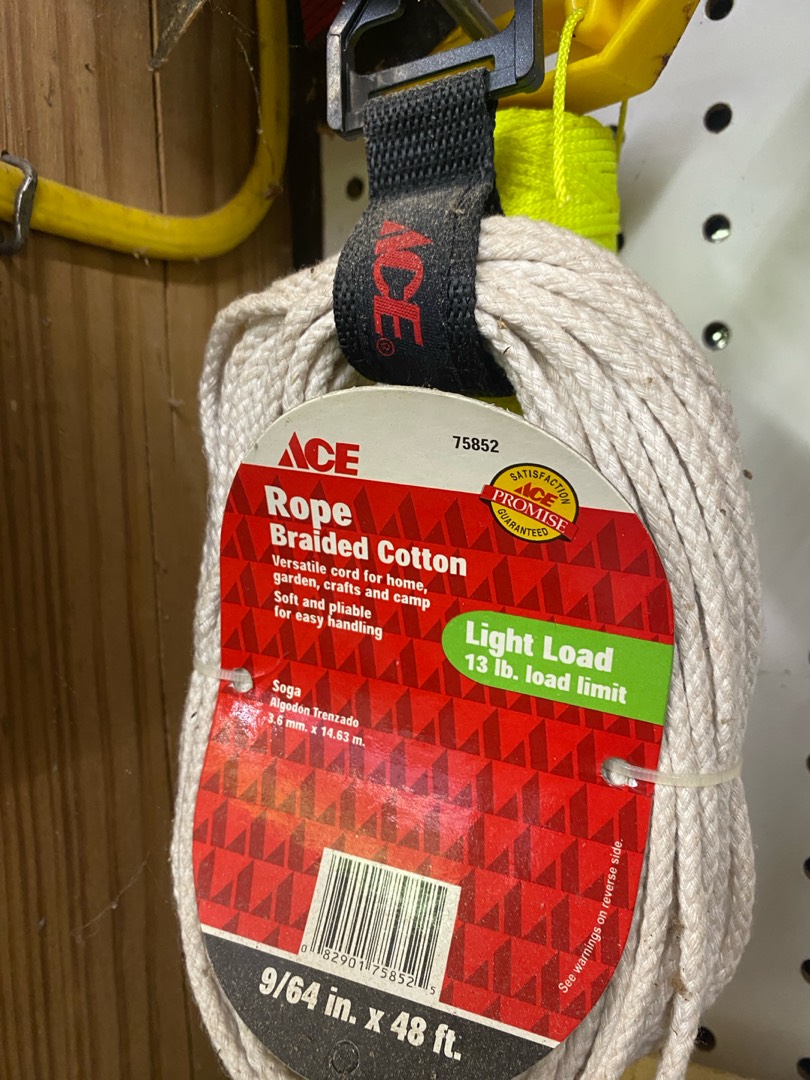 ACE®
ACE
75852
SATISFACTION
ACE
PROMISE
GUARANTEED
Rope
Braided Cotton
Versatile cord for home,
garden, crafts and camp
Soft and pliable
for easy handling
Light Load
13 lb. load limit
Soga
Algodón Trenzado
3.6 mm. x 14.63 m.
See warnings on reverse side.
0 82901 75852 5
9/64 in. x 48 ft.